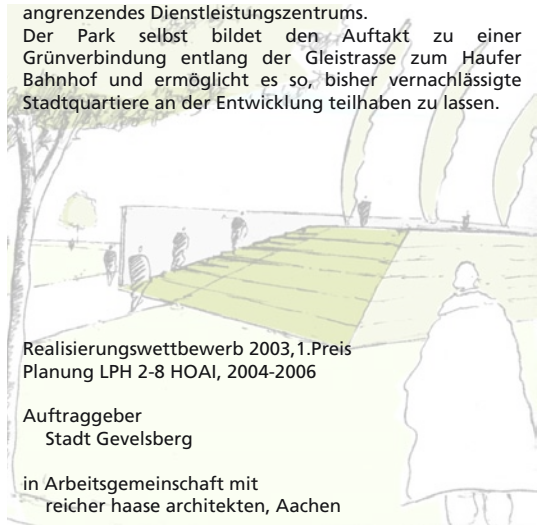 angrenzendes Dienstleistungszentrums.
Der Park selbst bildet den Auftakt zu einer
Grünverbindung entlang der Gleistrasse zum Haufer
Bahnhof und ermöglicht es so, bisher vernachlässigte
Stadtquartiere an der Entwicklung teilhaben zu lassen.
Realisierungswettbewerb 2003,1.Preis
Planung LPH 2-8 HOAI, 2004-2006
Auftraggeber
Stadt Gevelsberg
in Arbeitsgemeinschaft mit
reicher haase architekten, Aachen